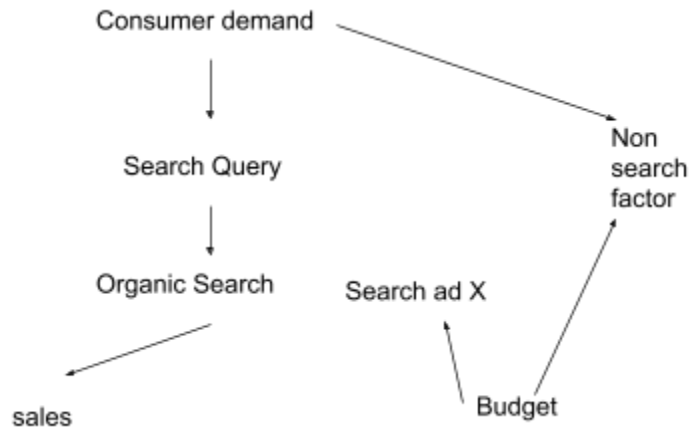 Consumer demand
Non
search
factor
Search Query
Organic Search
Search ad X
Budget
sales